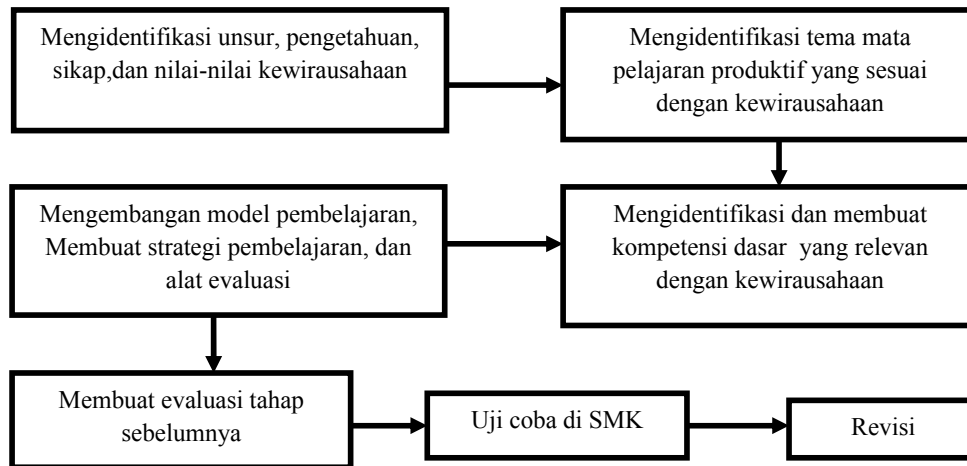 Mengidentifikasi unsur, pengetahuan,
sikap,dan nilai-nilai kewirausahaan
Mengidentifikasi tema mata
pelajaran produktif yang sesuai
dengan kewirausahaan
Mengembangan model pembelajaran,
Membuat strategi pembelajaran, dan
alat evaluasi
Mengidentifikasi dan membuat
kompetensi dasar yang relevan
dengan kewirausahaan
Membuat evaluasi tahap
sebelumnya
Uji coba di SMK
Revisi